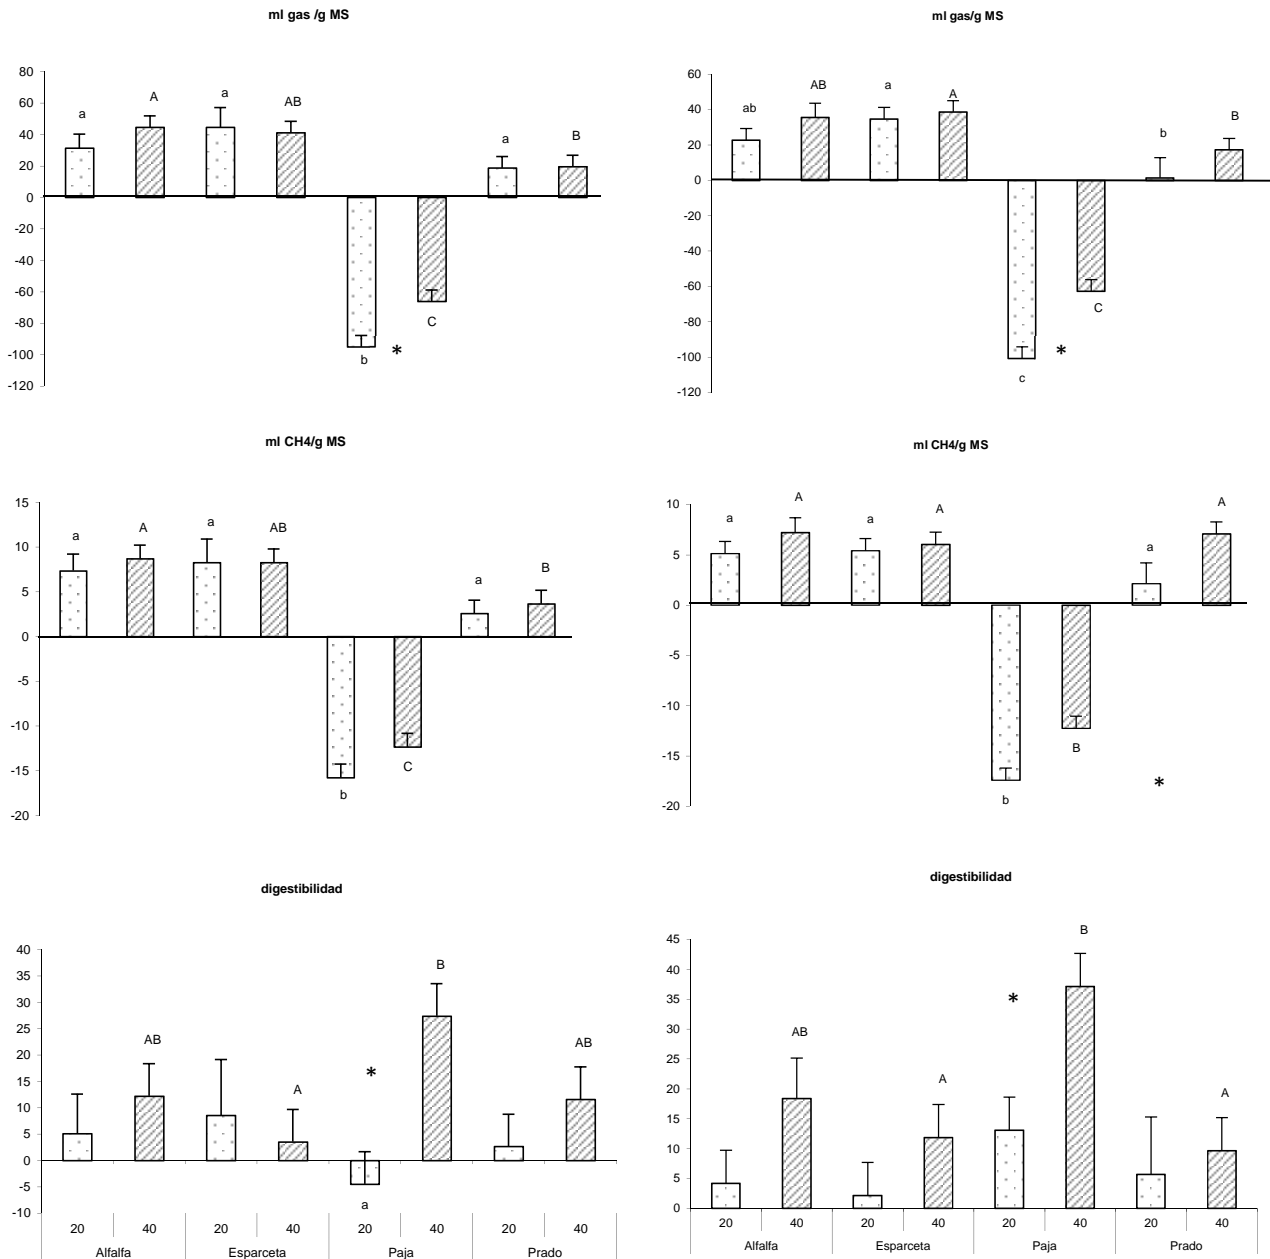 ml gas /g MS
80
60
40
20
0
-20
-40
-60
-80
-100
-120
a
A
a
AB
b
*
C
a
B
ml gas/g MS
60
40
20
0
-20
-40
-60
-80
-100
-120
ab
AB
a
A
c
*
C
b
B
ml CH4/g MS
15
10
5
0
-5
-10
-15
-20
a
A
a
AB
b
C
a
B
ml CH4/g MS
10
5
0
-5
-10
-15
-20
a
A
a
A
b
B
a
A
*
digestibilidad
40
35
30
25
20
15
10
5
0
-5
-10
AB
A
a
*
B
AB
20 40 20 40 20 40 20 40
Alfalfa Esparceta Paja Prado
digestibilidad
45
40
35
30
25
20
15
10
5
0
AB
A
*
B
A
20 40 20 40 20 40 20 40
Alfalfa Esparceta Paja Prado